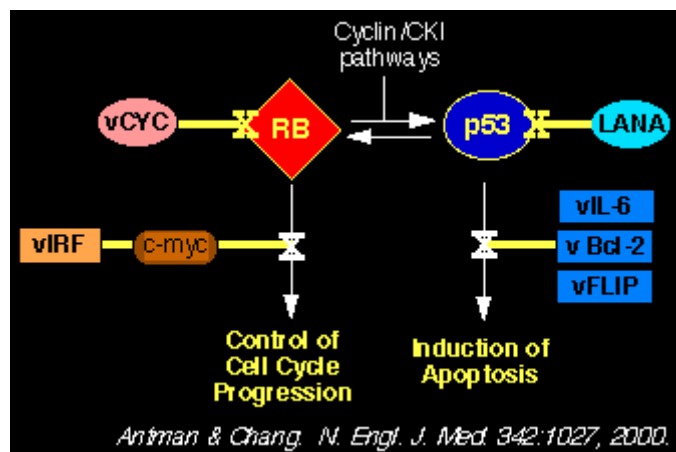 Cyclin/CKI
pathways
vCYC
RB
p53
LANA
vIL-6
vIRF
c-myc
v Bcl-2
vFLIP
Control of
Cell Cycle
Progression
Induction of
Apoptosis
Antman & Chang. N. Engl. J. Med. 342:1027, 2000.